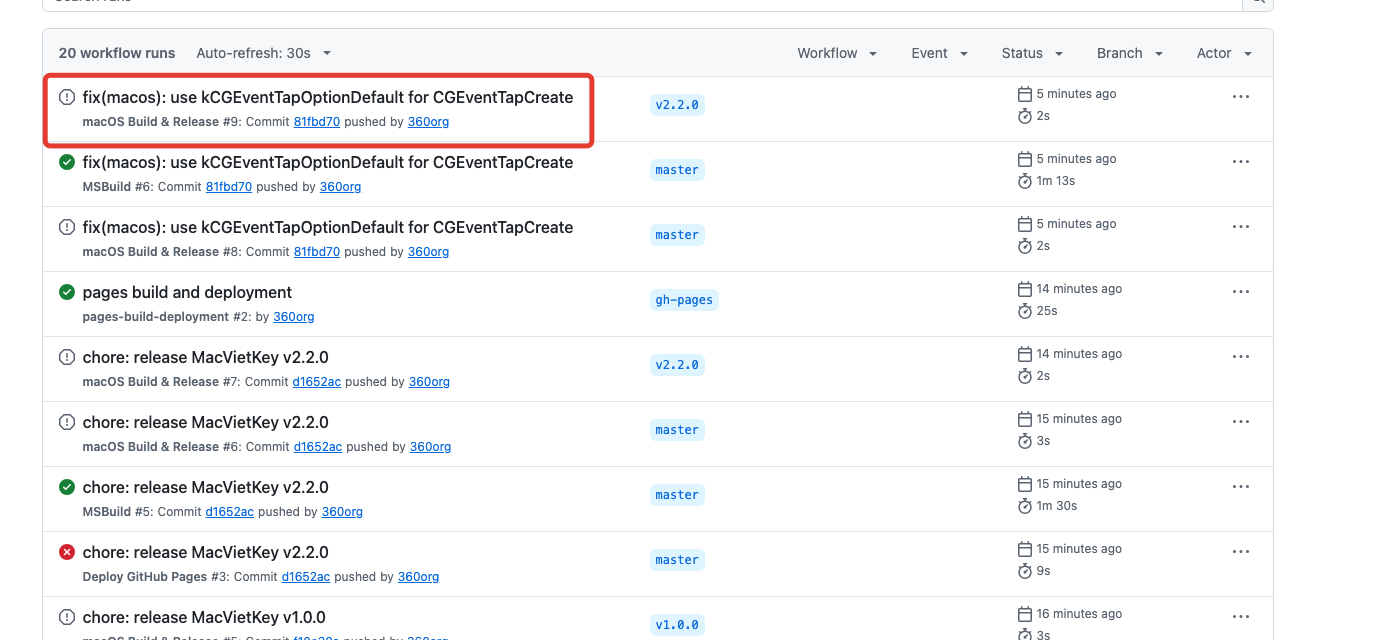 20 workflow runs Auto-refresh: 30s Workflow Event Status Branch Actor
fix(macos): use kCGEventTapOptionDefault for CGEventTapCreate
macOS Build & Release #9: Commit 81fbd70 pushed by 360org
v2.2.0
5 minutes ago
2s
fix(macos): use kCGEventTapOptionDefault for CGEventTapCreate
MSBuild #6: Commit 81fbd70 pushed by 360org
master
5 minutes ago
1m 13s
fix(macos): use kCGEventTapOptionDefault for CGEventTapCreate
macOS Build & Release #8: Commit 81fbd70 pushed by 360org
master
5 minutes ago
2s
pages build and deployment
pages-build-deployment #2: by 360org
gh-pages
14 minutes ago
25s
chore: release MacVietKey v2.2.0
macOS Build & Release #7: Commit d1652ac pushed by 360org
v2.2.0
14 minutes ago
2s
chore: release MacVietKey v2.2.0
macOS Build & Release #6: Commit d1652ac pushed by 360org
master
15 minutes ago
3s
chore: release MacVietKey v2.2.0
MSBuild #5: Commit d1652ac pushed by 360org
master
15 minutes ago
1m 30s
chore: release MacVietKey v2.2.0
Deploy GitHub Pages #3: Commit d1652ac pushed by 360org
master
15 minutes ago
9s
chore: release MacVietKey v1.0.0
v1.0.0
16 minutes ago
3s